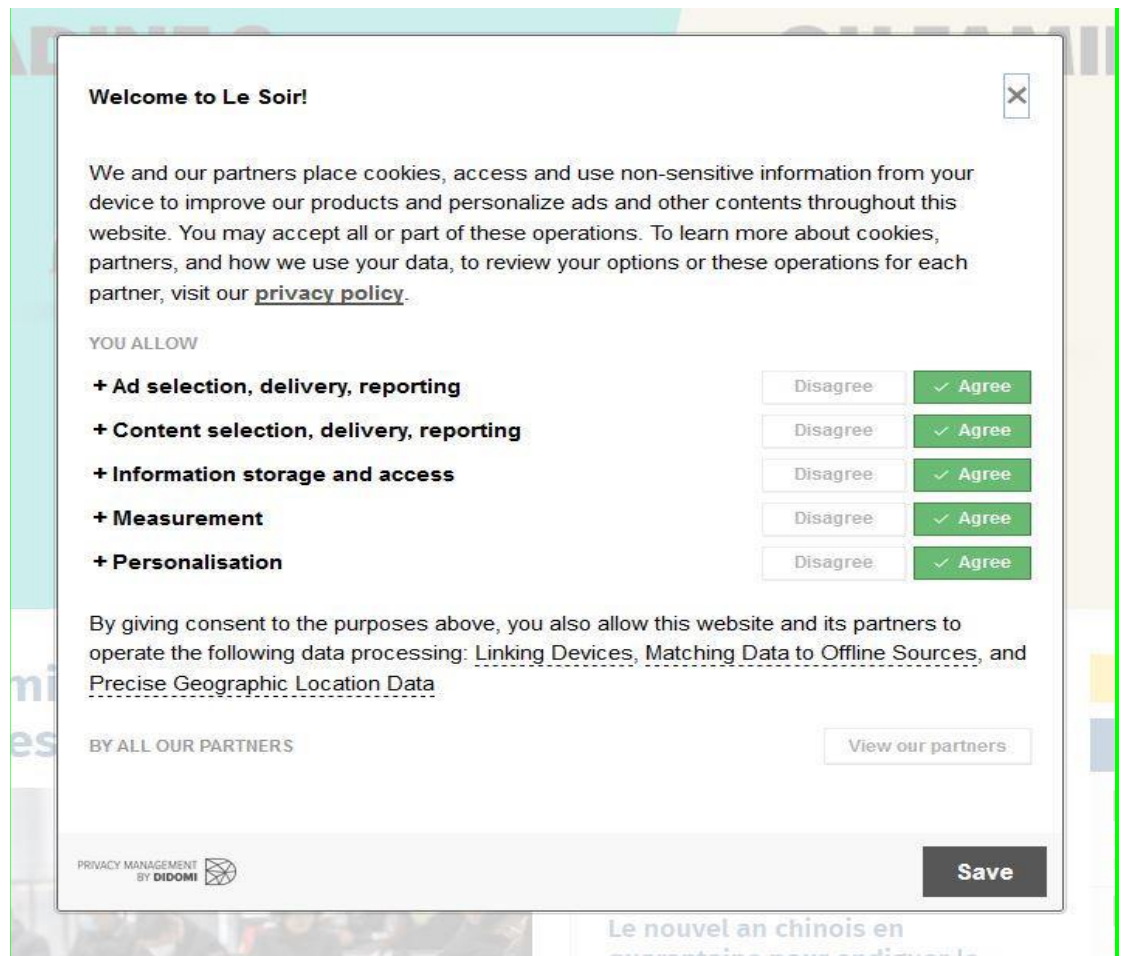 Welcome to Le Soir!
We and our partners place cookies, access and use non-sensitive information from your
device to improve our products and personalize ads and other contents throughout this
website. You may accept all or part of these operations. To learn more about cookies,
partners, and how we use your data, to review your options or these operations for each
partner, visit our privacy policy.
YOU ALLOW
+ Ad selection, delivery, reporting Disagree ✓ Agree
+ Content selection, delivery, reporting Disagree ✓ Agree
+ Information storage and access Disagree ✓ Agree
+ Measurement Disagree ✓ Agree
+ Personalisation Disagree ✓ Agree
By giving consent to the purposes above, you also allow this website and its partners to
operate the following data processing: Linking Devices, Matching Data to Offline Sources, and
Precise Geographic Location Data
BY ALL OUR PARTNERS View our partners
PRIVACY MANAGEMENT
BY DIDOMI
Save
Le nouvel an chinois en